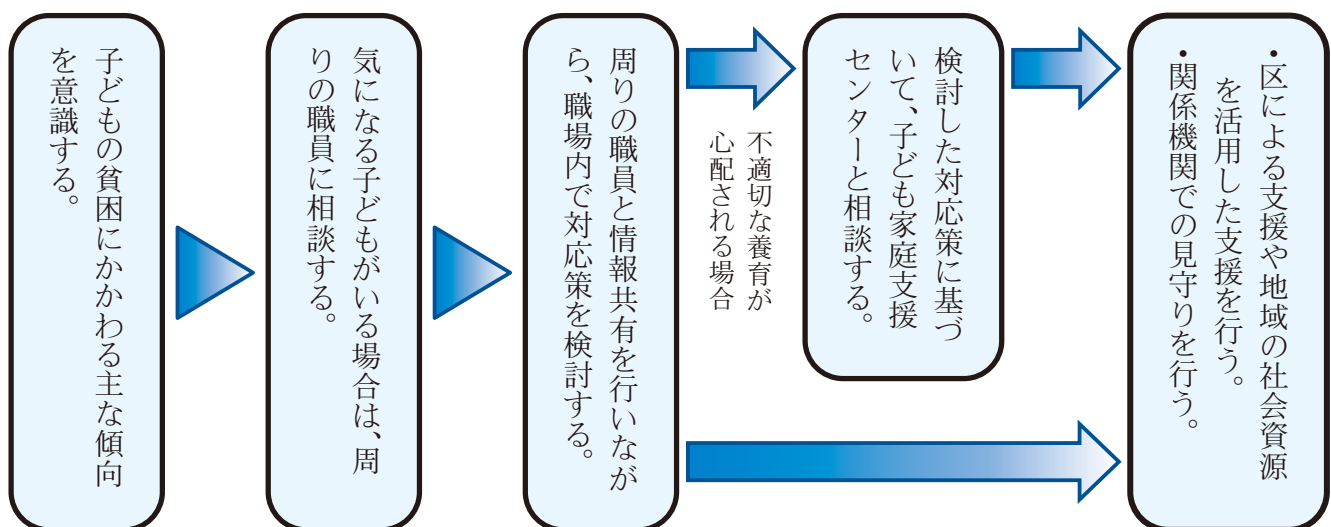 子どもの貧困にかかわる主な傾向
を意識する。
気になる子どもがいる場合は、周
りの職員に相談する。
周りの職員と情報共有を行いなが
ら、職場内で対応策を検討する。
不適切な養育が
心配される場合
検討した対応策に基づ
いて、子ども家庭支援
センターと相談する。
・区による支援や地域の社会資源
を活用した支援を行う。
・関係機関での見守りを行う。